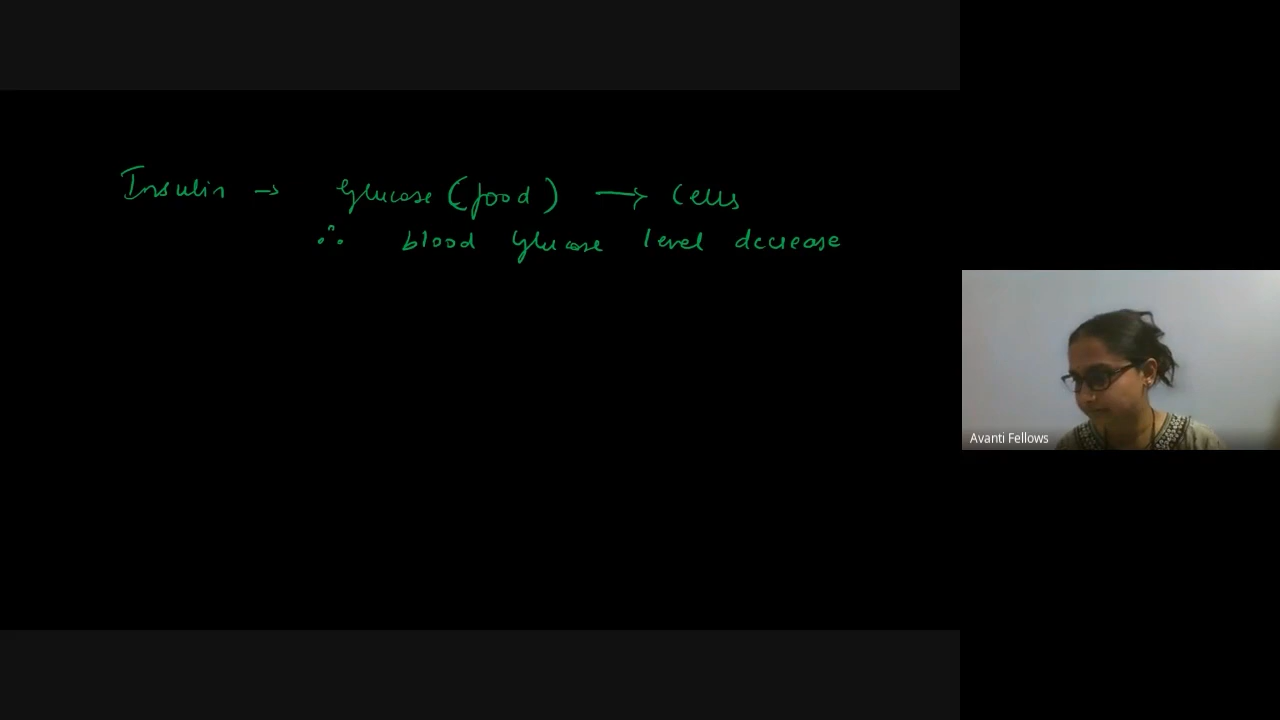 Insulin → Glucose (food) → Cells
∴ blood glucose level decrease
Avanti Fellows